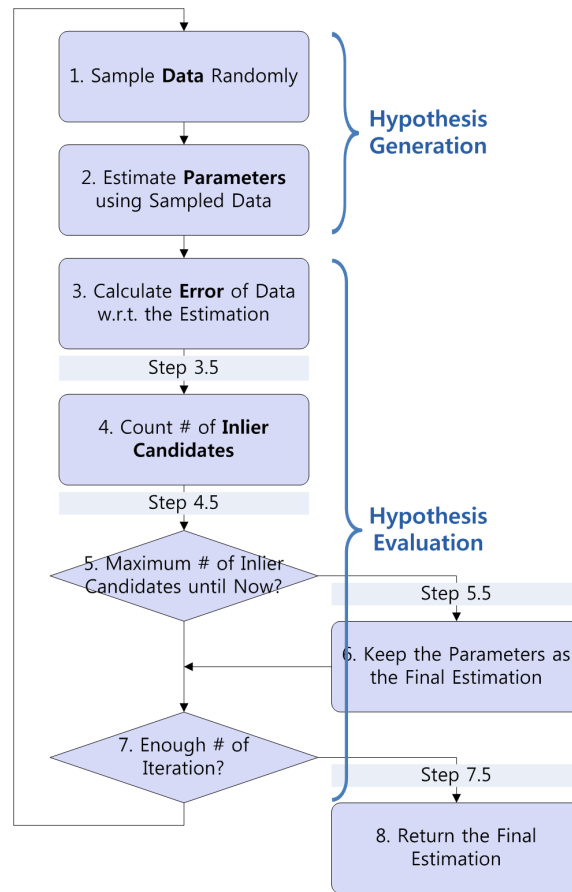 1. Sample Data Randomly
Hypothesis
Generation
2. Estimate Parameters
using Sampled Data
3. Calculate Error of Data
w.r.t. the Estimation
Step 3.5
4. Count # of Inlier
Candidates
Step 4.5
Hypothesis
Evaluation
5. Maximum # of Inlier
Candidates until Now?
Step 5.5
6. Keep the Parameters as
the Final Estimation
7. Enough # of
Iteration?
Step 7.5
8. Return the Final
Estimation